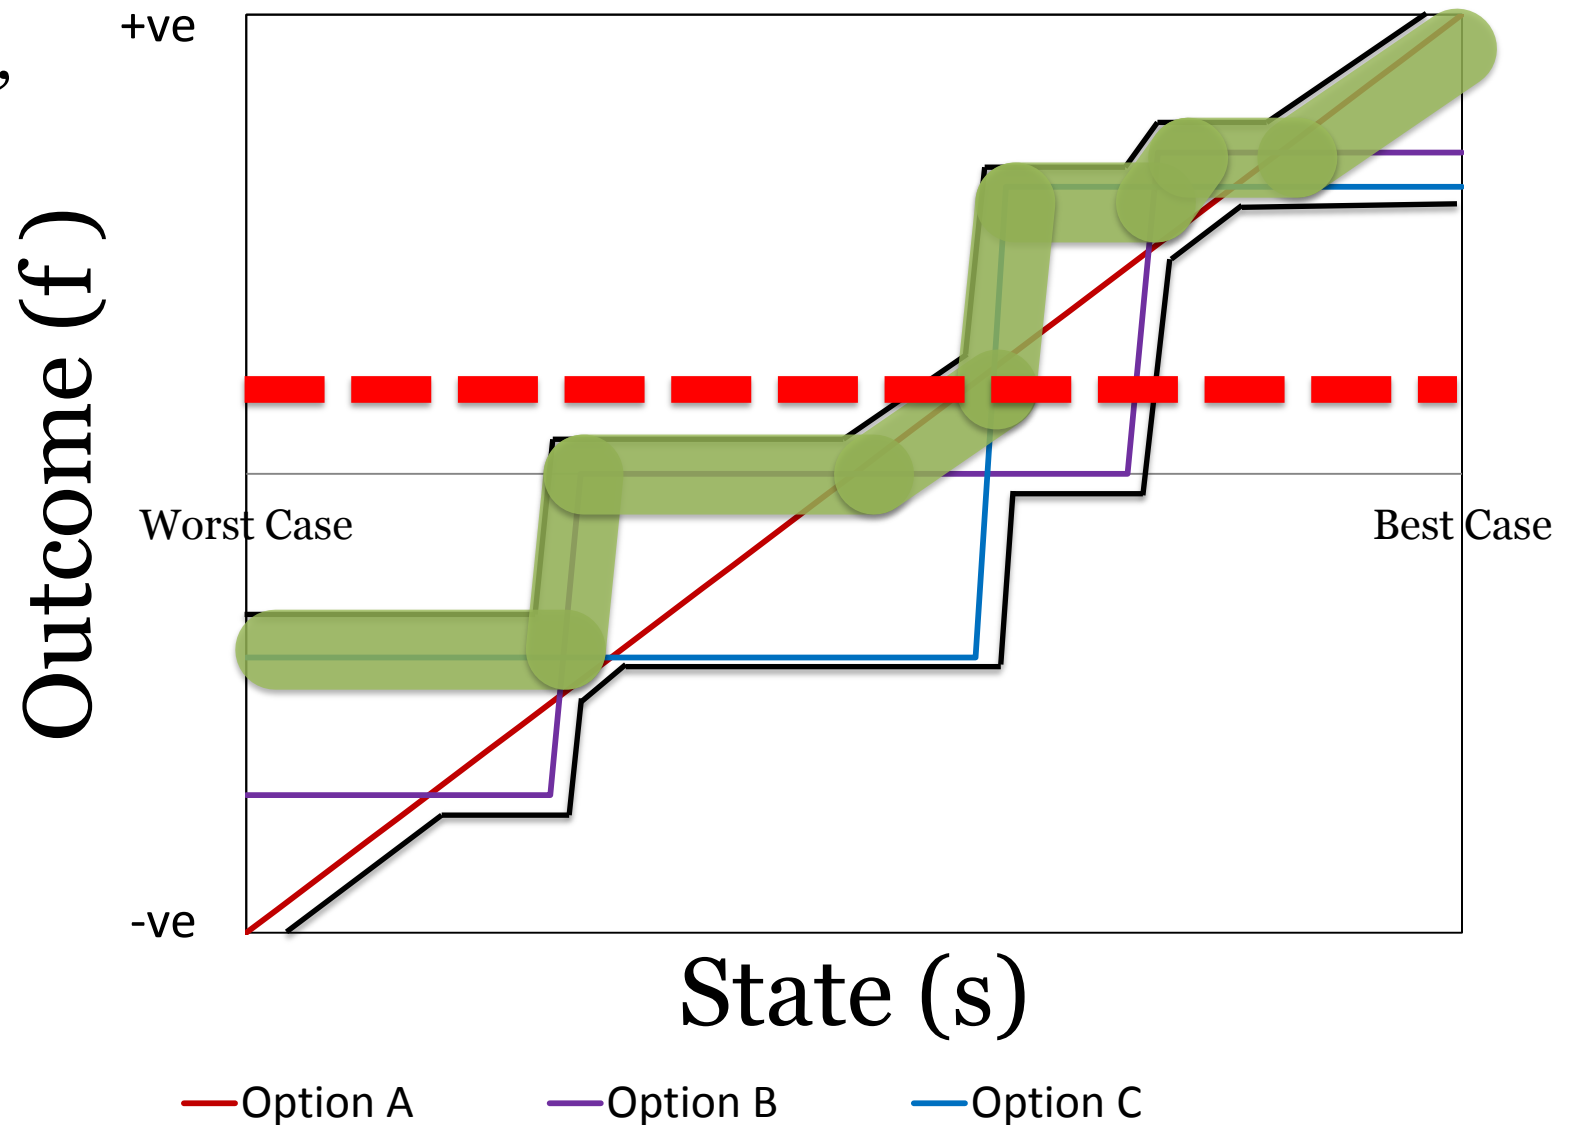 +ve
,
Outcome (f )
Worst Case
Best Case
-ve
State (s)
Option A
Option B
Option C